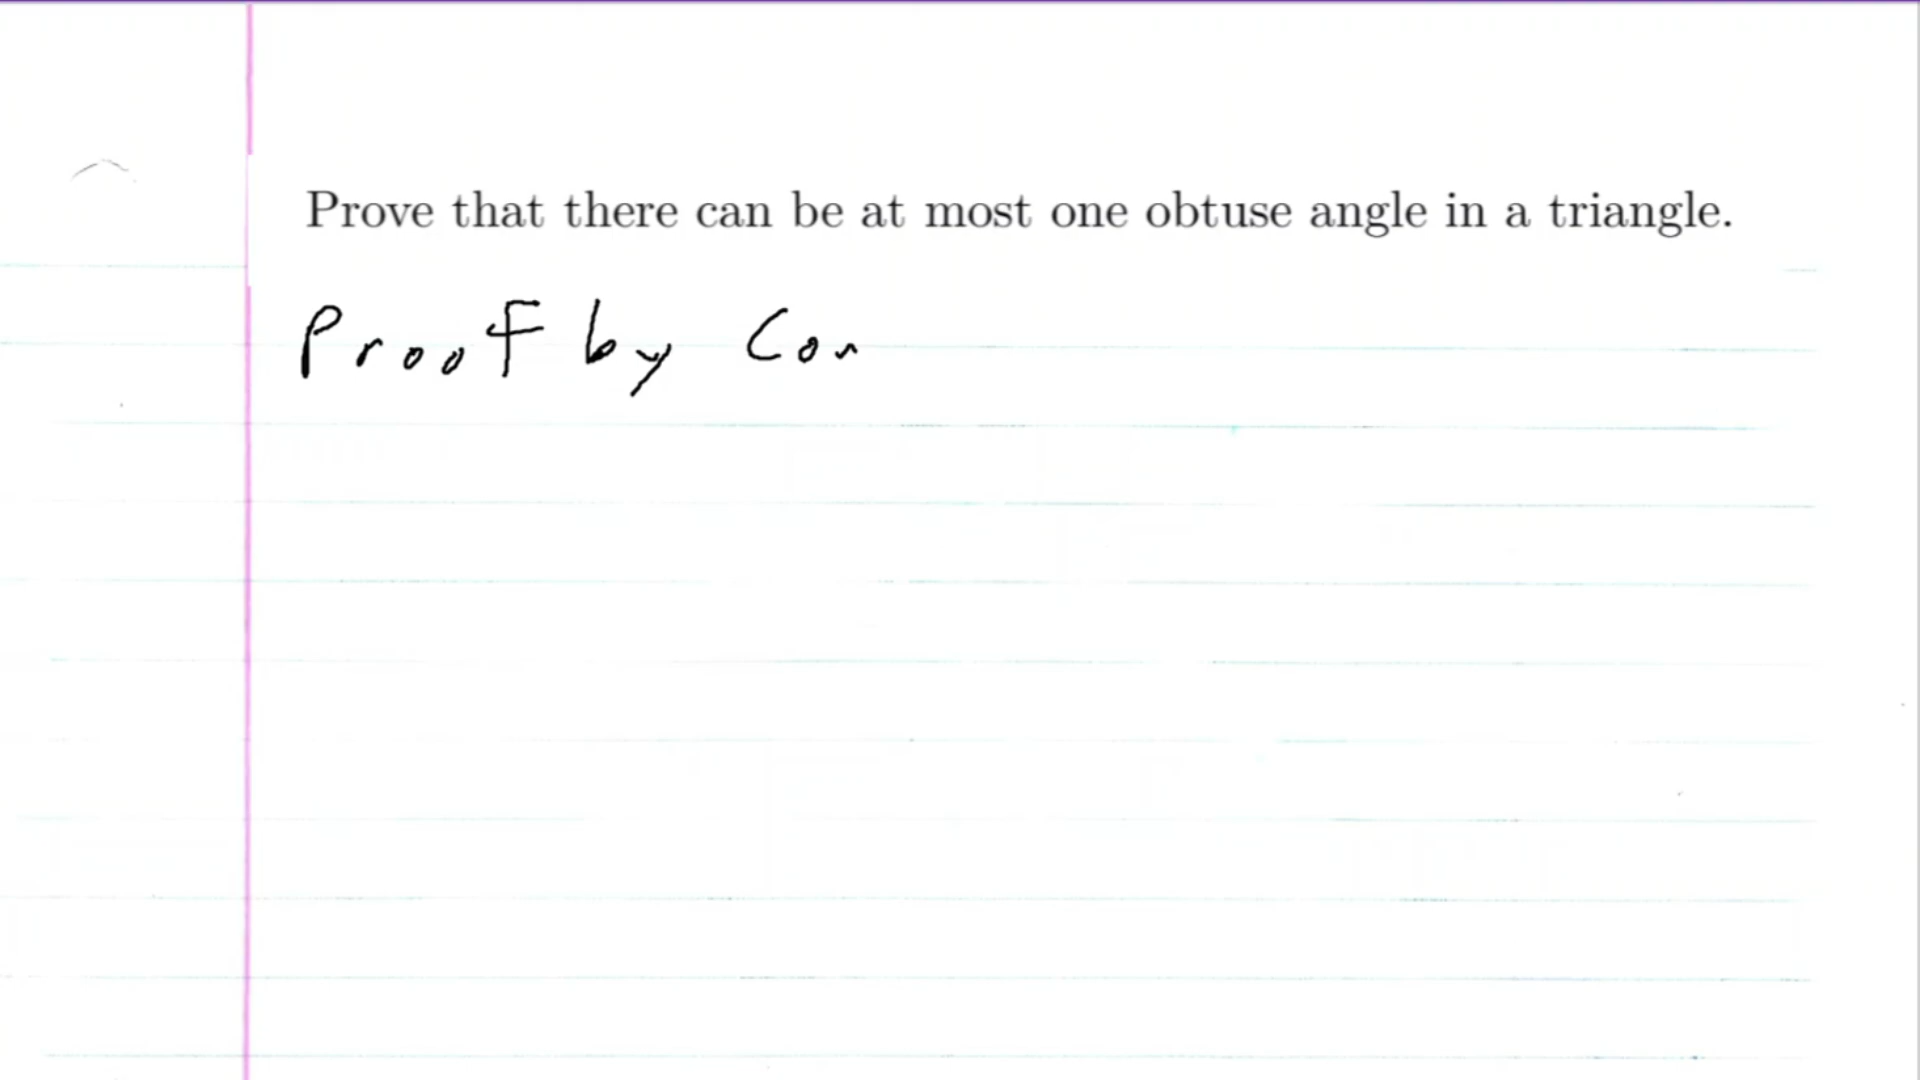 Prove that there can be at most one obtuse angle in a triangle.
Proof by Con